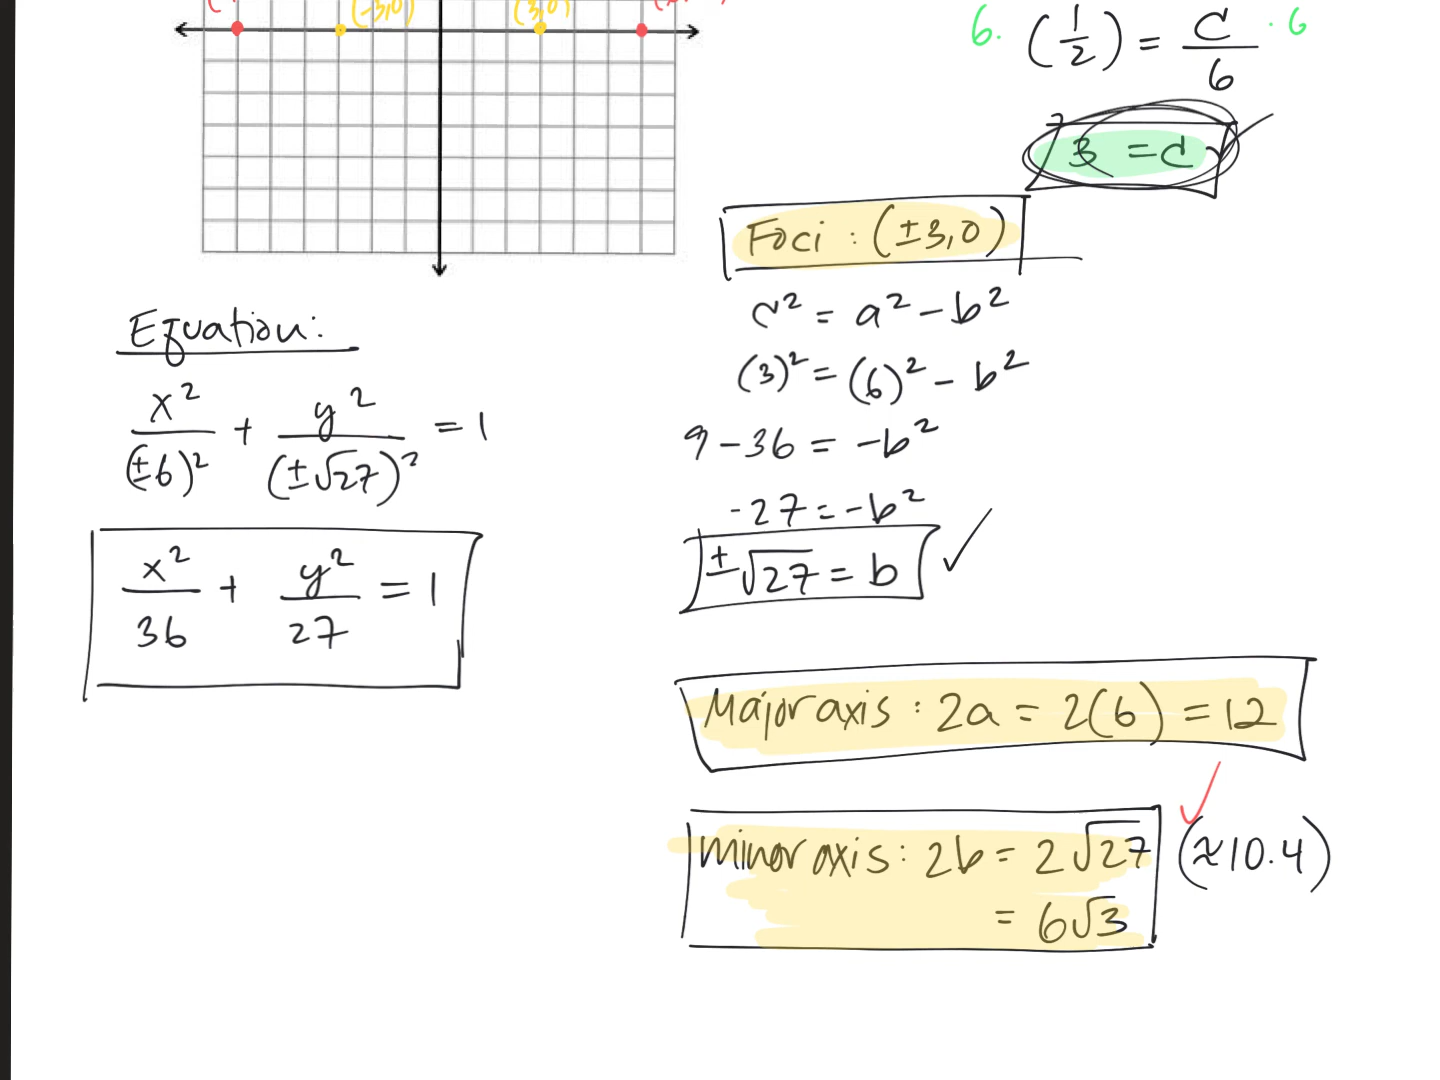 (-3,0) (3,0)
6. (1/2) = c/6 · 6
3 = c
Foci : (±3,0)
c² = a² - b²
(3)² = (6)² - b²
9 - 36 = -b²
-27 = -b²
±√27 = b
Equation:
x²/(±6)² + y²/(±√27)² = 1
x²/36 + y²/27 = 1
Major axis : 2a = 2(6) = 12
minor axis : 2b = 2√27 (≈10.4)
= 6√3